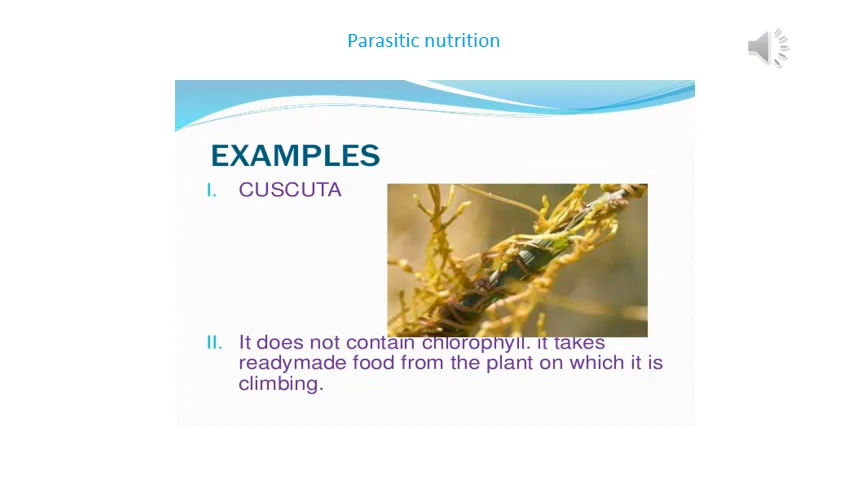 Parasitic nutrition
EXAMPLES
I. CUSCUTA
II. It does not contain chlorophyll. it takes
readymade food from the plant on which it is
climbing.